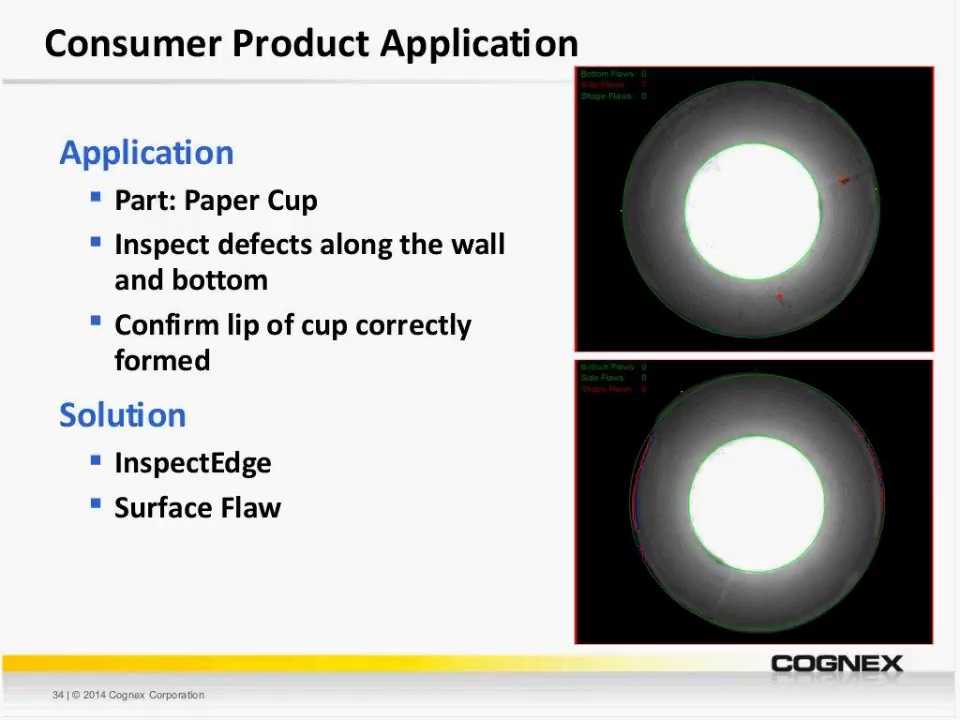 Consumer Product Application
Application
Part: Paper Cup
Inspect defects along the wall
and bottom
Confirm lip of cup correctly
formed
Solution
InspectEdge
Surface Flaw
Bottom Flaws: 0
Side Flaws:
Shape Flaws: 0
Bottom Flaws: 0
Side Flaws: 0
Shape Flaws:
COGNEX
34 | © 2014 Cognex Corporation